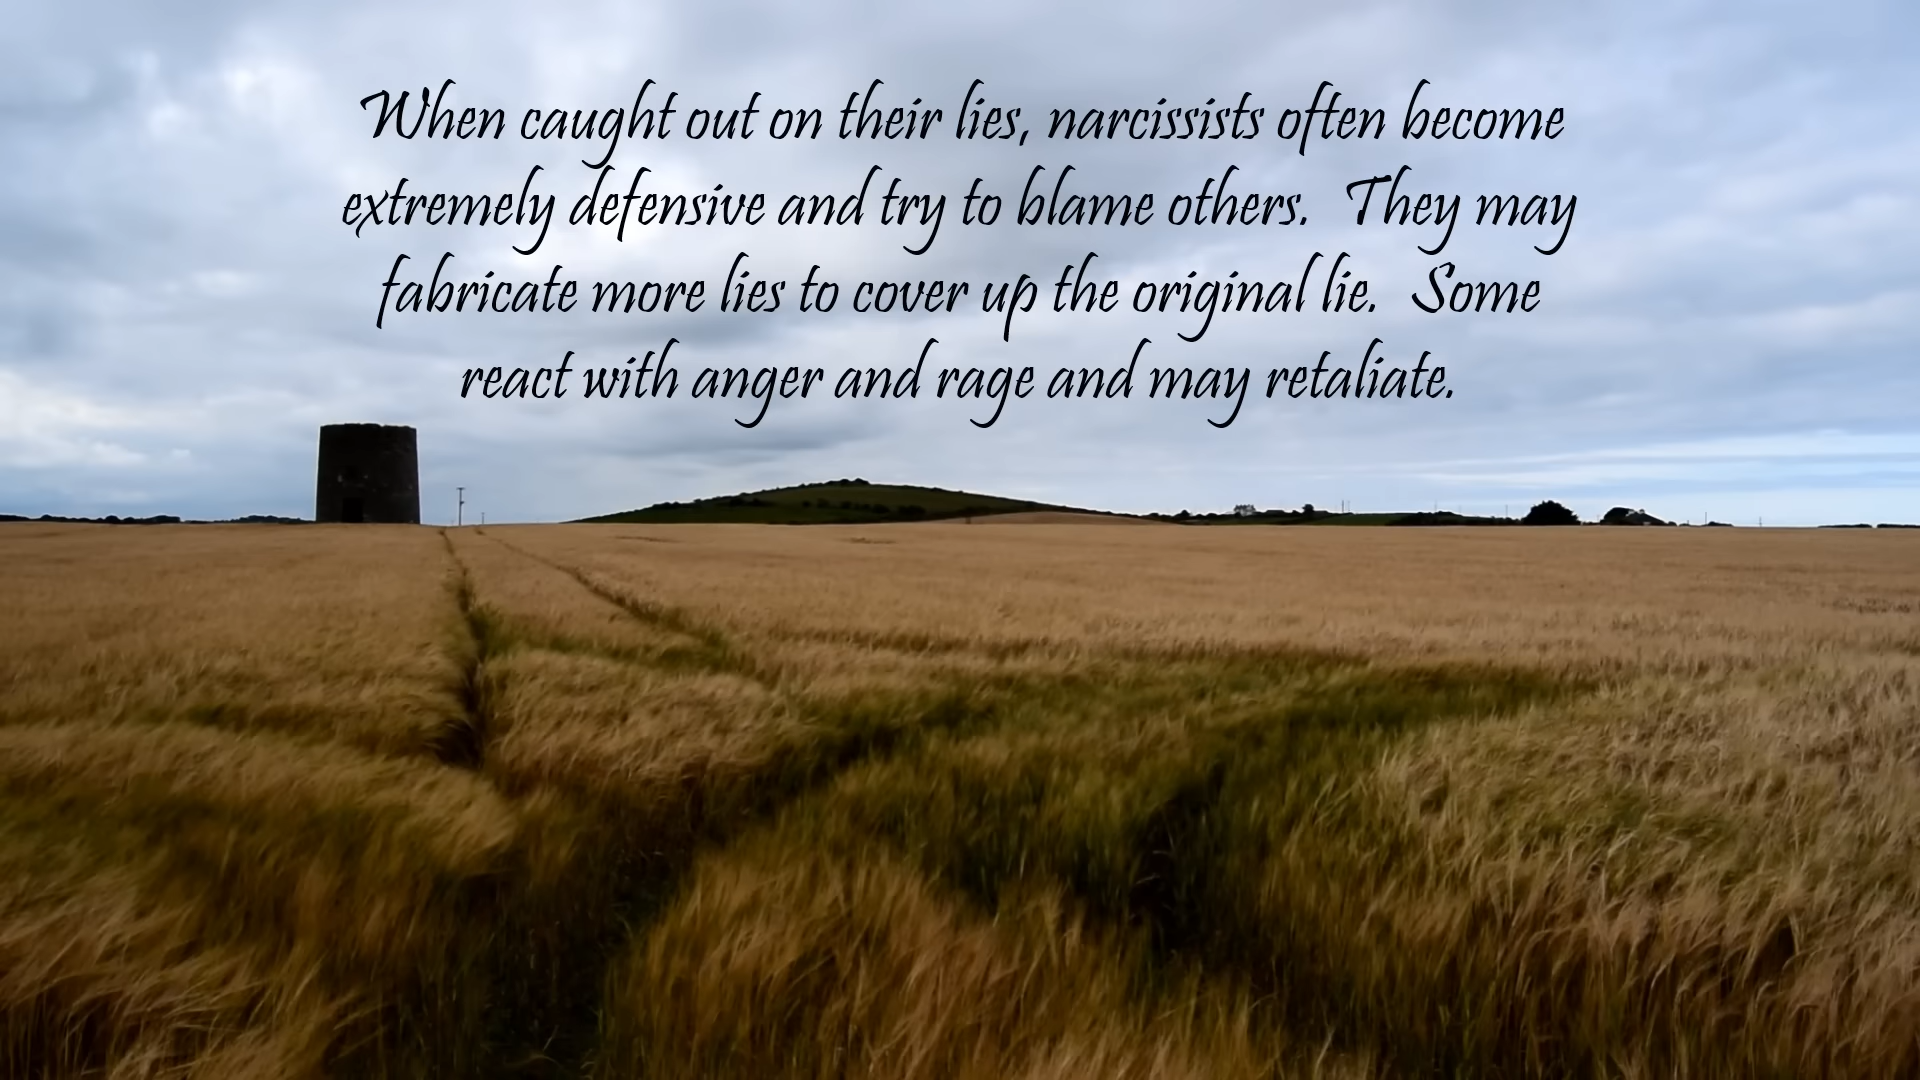 When caught out on their lies, narcissists often become
extremely defensive and try to blame others.  They may
fabricate more lies to cover up the original lie.  Some
react with anger and rage and may retaliate.